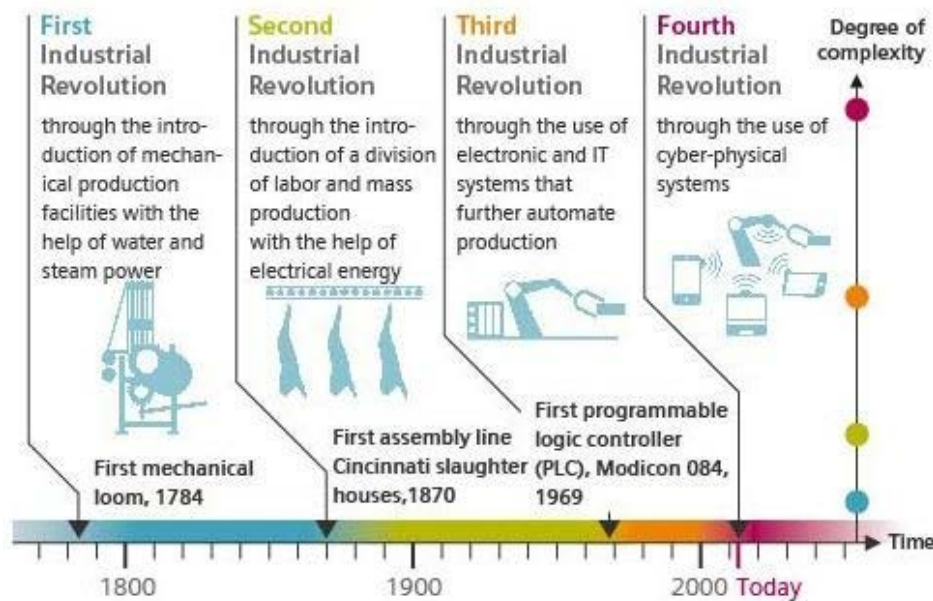 First
Industrial
Revolution
through the intro-
duction of mechan-
ical production
facilities with the
help of water and
steam power
First mechanical
loom, 1784
Second
Industrial
Revolution
through the intro-
duction of a division
of labor and mass
production
with the help of
electrical energy
First assembly line
Cincinnati slaughter
houses,1870
Third
Industrial
Revolution
through the use of
electronic and IT
systems that
further automate
production
First programmable
logic controller
(PLC), Modicon 084,
1969
Fourth
Industrial
Revolution
through the use of
cyber-physical
systems
Degree of
complexity
Time
1800
1900
2000
Today